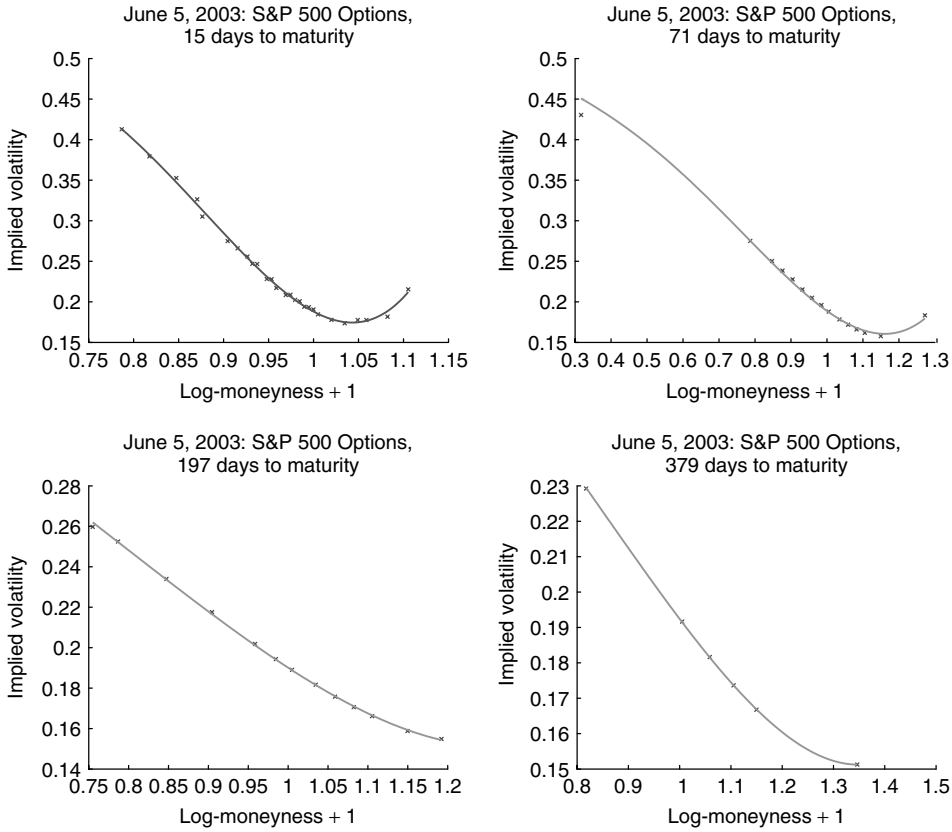 June 5, 2003: S&P 500 Options,
15 days to maturity
0.5
0.45
0.4
0.35
0.3
0.25
0.2
0.15
Implied volatility
0.75 0.8 0.85 0.9 0.95 1 1.05 1.1 1.15
Log-moneyness + 1
June 5, 2003: S&P 500 Options,
71 days to maturity
0.5
0.45
0.4
0.35
0.3
0.25
0.2
0.15
Implied volatility
0.3 0.4 0.5 0.6 0.7 0.8 0.9 1 1.1 1.2 1.3
Log-moneyness + 1
June 5, 2003: S&P 500 Options,
197 days to maturity
0.28
0.26
0.24
0.22
0.2
0.18
0.16
0.14
Implied volatility
0.75 0.8 0.85 0.9 0.95 1 1.05 1.1 1.15 1.2
Log-moneyness + 1
June 5, 2003: S&P 500 Options,
379 days to maturity
0.23
0.22
0.21
0.2
0.19
0.18
0.17
0.16
0.15
Implied volatility
0.8 0.9 1 1.1 1.2 1.3 1.4 1.5
Log-moneyness + 1